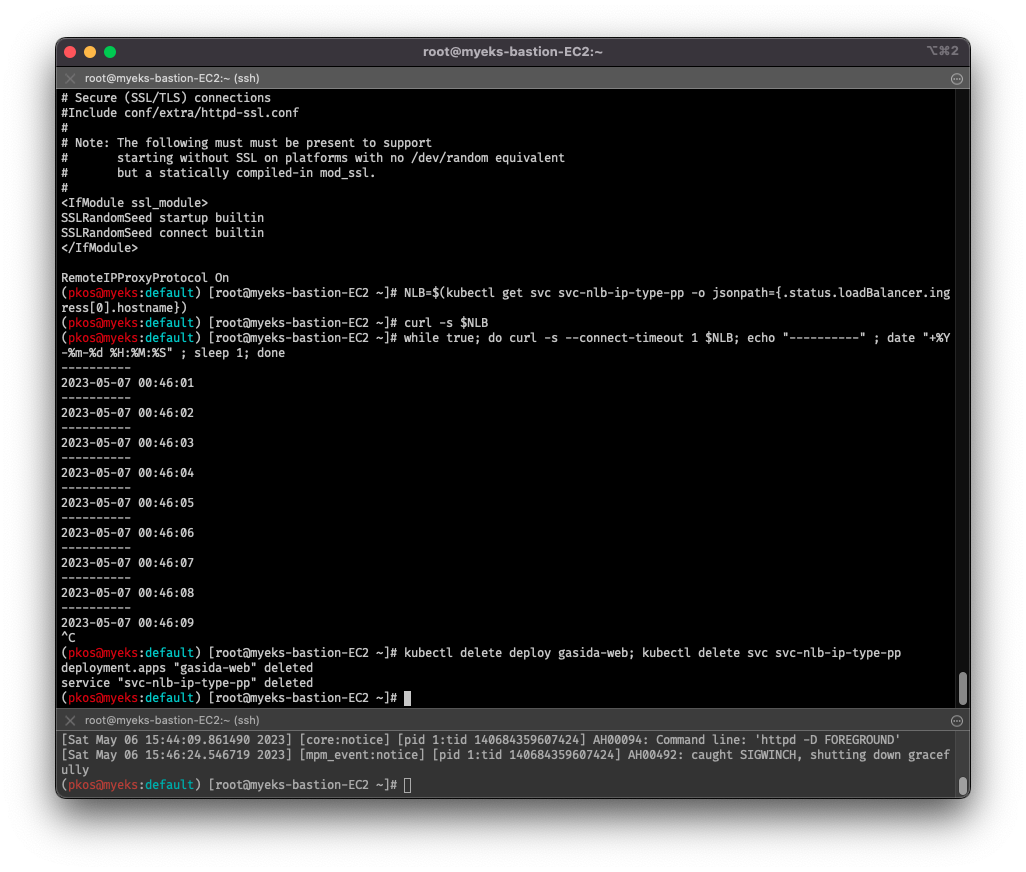 root@myeks-bastion-EC2:~
⌥⌘2
root@myeks-bastion-EC2:~ (ssh)
# Secure (SSL/TLS) connections
#Include conf/extra/httpd-ssl.conf
#
# Note: The following must must be present to support
#       starting without SSL on platforms with no /dev/random equivalent
#       but a statically compiled-in mod_ssl.
#
<IfModule ssl_module>
SSLRandomSeed startup builtin
SSLRandomSeed connect builtin
</IfModule>

RemoteIPProxyProtocol On
(pkos@myeks:default) [root@myeks-bastion-EC2 ~]# NLB=$(kubectl get svc svc-nlb-ip-type-pp -o jsonpath={.status.loadBalancer.ing
ress[0].hostname})
(pkos@myeks:default) [root@myeks-bastion-EC2 ~]# curl -s $NLB
(pkos@myeks:default) [root@myeks-bastion-EC2 ~]# while true; do curl -s --connect-timeout 1 $NLB; echo "----------" ; date "+%Y
-%m-%d %H:%M:%S" ; sleep 1; done
----------
2023-05-07 00:46:01
----------
2023-05-07 00:46:02
----------
2023-05-07 00:46:03
----------
2023-05-07 00:46:04
----------
2023-05-07 00:46:05
----------
2023-05-07 00:46:06
----------
2023-05-07 00:46:07
----------
2023-05-07 00:46:08
----------
2023-05-07 00:46:09
^C
(pkos@myeks:default) [root@myeks-bastion-EC2 ~]# kubectl delete deploy gasida-web; kubectl delete svc svc-nlb-ip-type-pp
deployment.apps "gasida-web" deleted
service "svc-nlb-ip-type-pp" deleted
(pkos@myeks:default) [root@myeks-bastion-EC2 ~]#
root@myeks-bastion-EC2:~ (ssh)
[Sat May 06 15:44:09.861490 2023] [core:notice] [pid 1:tid 140684359607424] AH00094: Command line: 'httpd -D FOREGROUND'
[Sat May 06 15:46:24.546719 2023] [mpm_event:notice] [pid 1:tid 140684359607424] AH00492: caught SIGWINCH, shutting down gracef
ully
(pkos@myeks:default) [root@myeks-bastion-EC2 ~]#